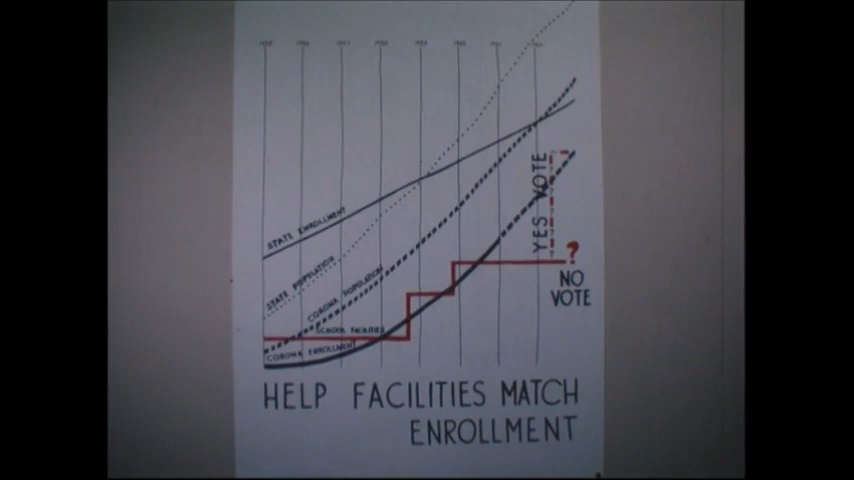 STATE ENROLLMENT
STATE POPULATION
CORONA POPULATION
SCHOOL FACILITIES
CORONA ENROLLMENT
YES VOTE
?
NO
VOTE
HELP FACILITIES MATCH
ENROLLMENT